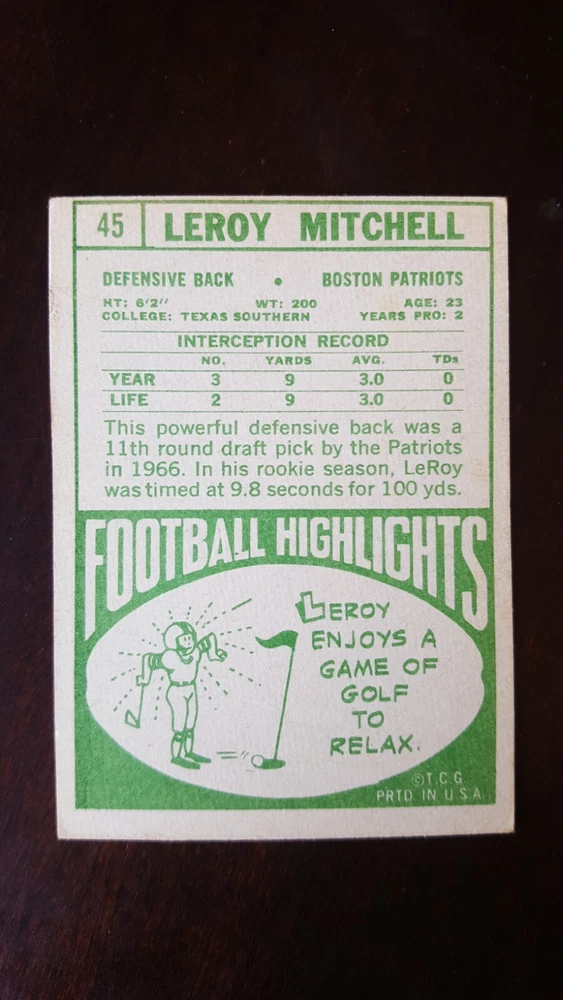 45 LEROY MITCHELL
DEFENSIVE BACK • BOSTON PATRIOTS
HT: 6'2" WT: 200 AGE: 23
COLLEGE: TEXAS SOUTHERN YEARS PRO: 2
INTERCEPTION RECORD
NO. YARDS AVG. TDs
YEAR 3 9 3.0 0
LIFE 2 9 3.0 0
This powerful defensive back was a
11th round draft pick by the Patriots
in 1966. In his rookie season, LeRoy
was timed at 9.8 seconds for 100 yds.
FOOTBALL HIGHLIGHTS
LEROY
ENJOYS A
GAME OF
GOLF
TO
RELAX.
©T.C.G.
PRTD IN U.S.A.